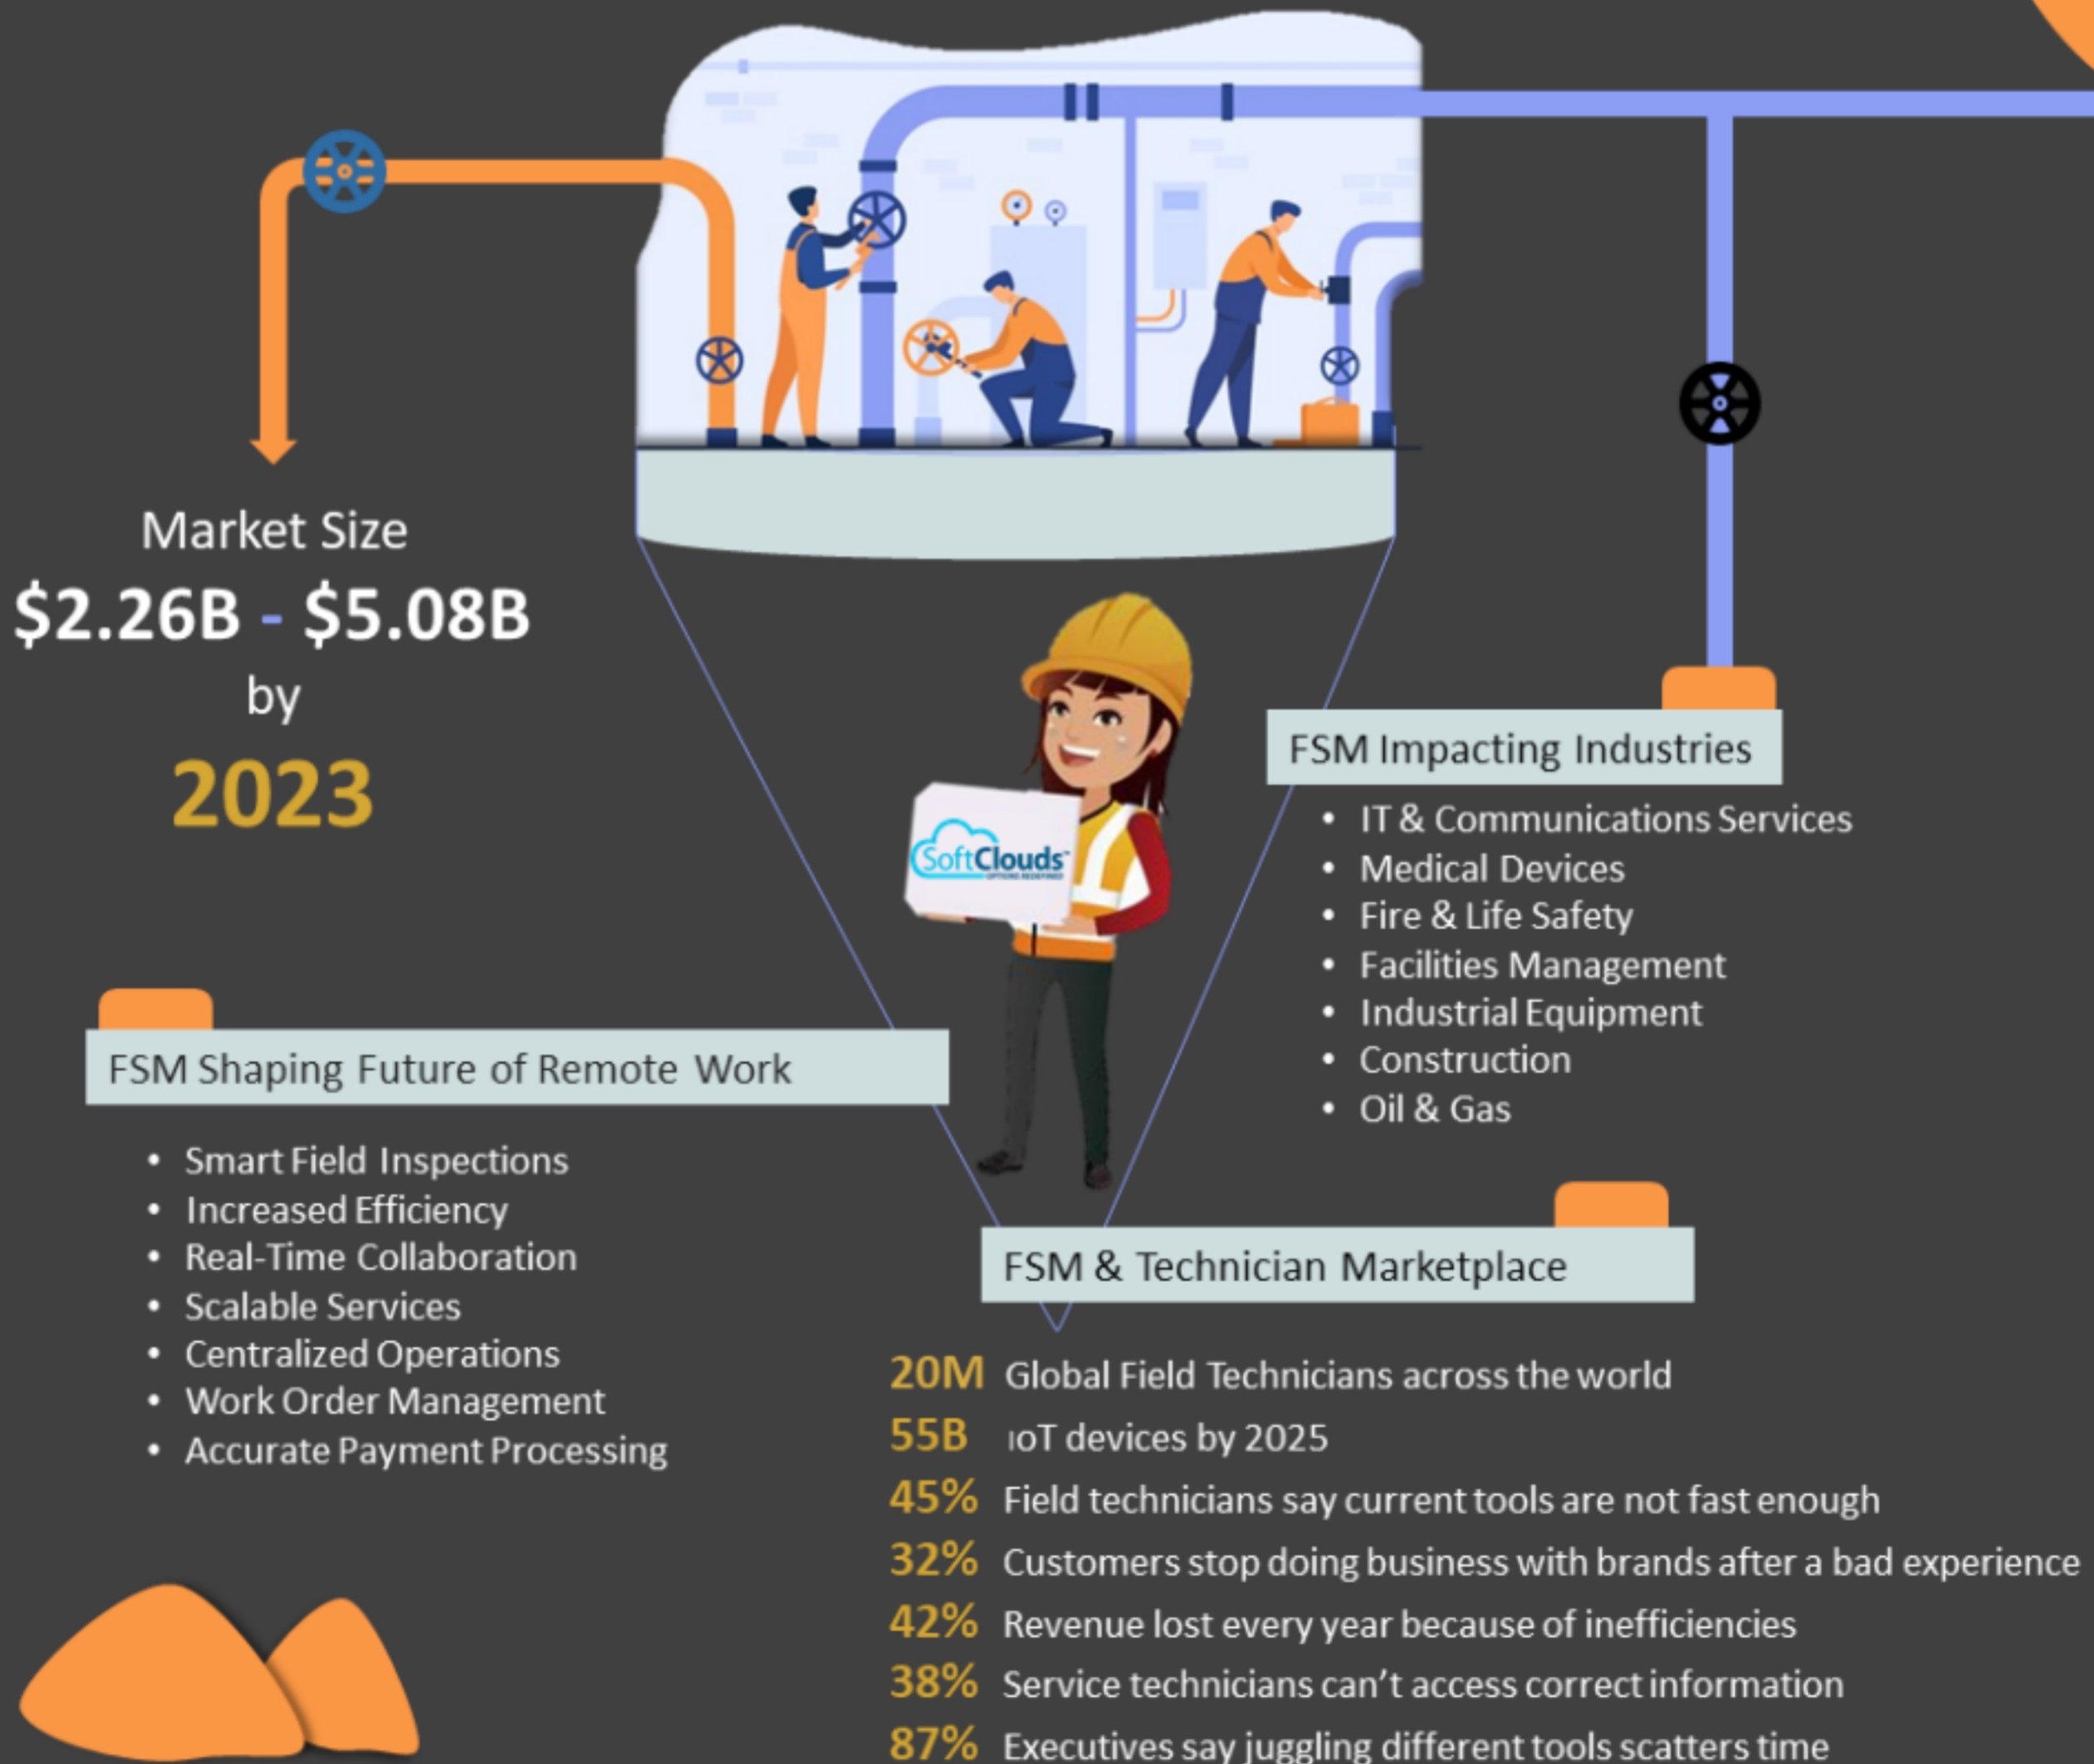 Market Size
$2.26B - $5.08B
by
2023
SoftClouds™
OPTIONS REDEFINED
FSM Impacting Industries
• IT & Communications Services
• Medical Devices
• Fire & Life Safety
• Facilities Management
• Industrial Equipment
• Construction
• Oil & Gas
FSM Shaping Future of Remote Work
• Smart Field Inspections
• Increased Efficiency
• Real-Time Collaboration
• Scalable Services
• Centralized Operations
• Work Order Management
• Accurate Payment Processing
FSM & Technician Marketplace
20M Global Field Technicians across the world
55B IoT devices by 2025
45% Field technicians say current tools are not fast enough
32% Customers stop doing business with brands after a bad experience
42% Revenue lost every year because of inefficiencies
38% Service technicians can't access correct information
87% Executives say juggling different tools scatters time